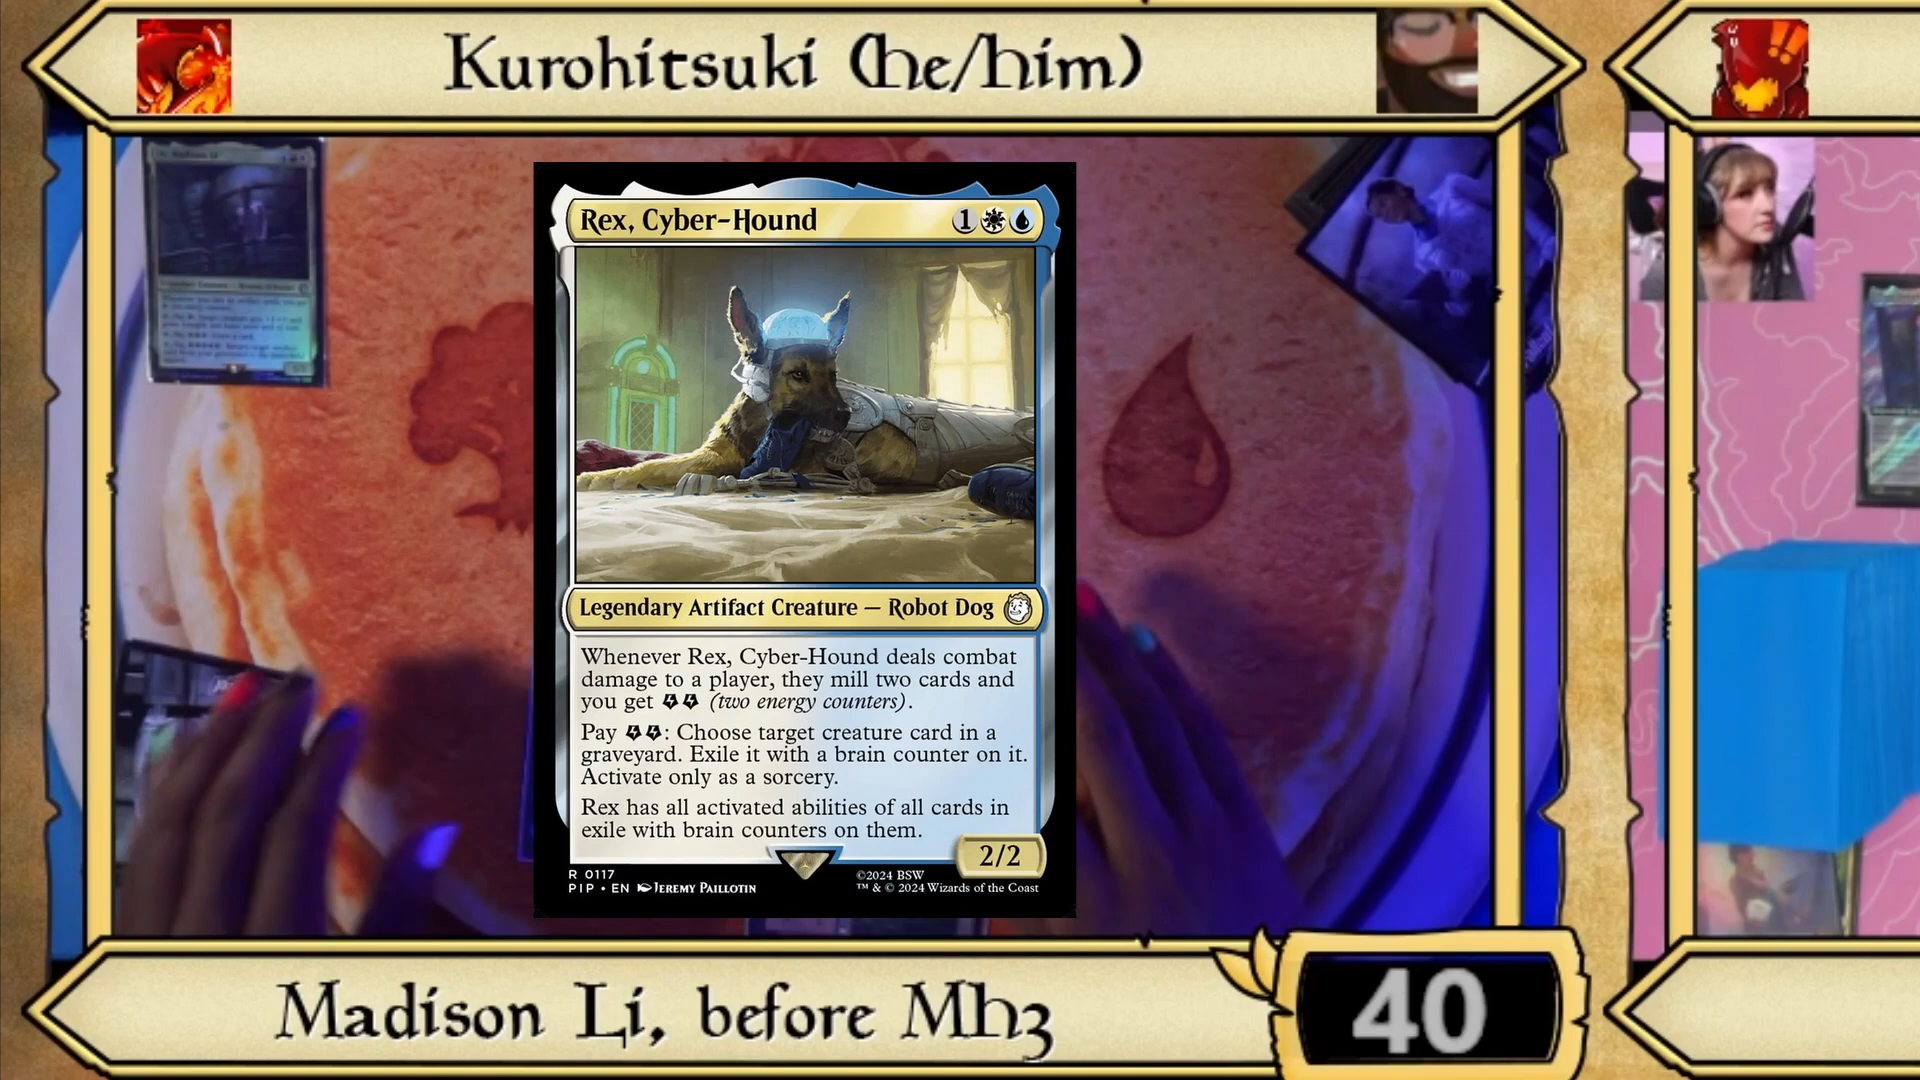 Kurohitsuki (he/him)
Rex, Cyber-Hound
1
Legendary Artifact Creature — Robot Dog
Whenever Rex, Cyber-Hound deals combat
damage to a player, they mill two cards and
you get (two energy counters).
Pay : Choose target creature card in a
graveyard. Exile it with a brain counter on it.
Activate only as a sorcery.
Rex has all activated abilities of all cards in
exile with brain counters on them.
2/2
R 0117
PIP • EN JEREMY PAILLOTIN
©2024 BSW
™ & © 2024 Wizards of the Coast
Madison Li, before Mh3
40